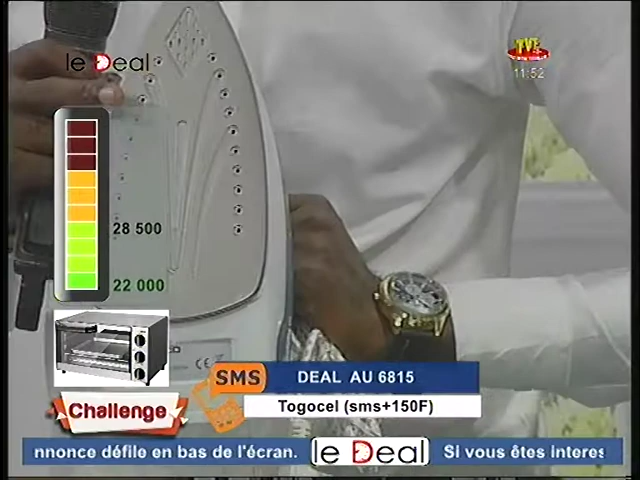 le Deal
11:52
28 500
22 000
CE
SMS
DEAL AU 6815
Togocel (sms+150F)
Challenge
nnonce défile en bas de l'écran.
le Deal
Si vous êtes interes